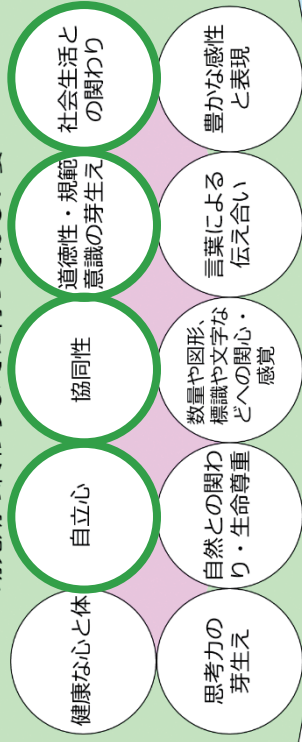 健康な心と体
自立心
協同性
道徳性・規範
意識の芽生え
社会生活と
の関わり
思考力の
芽生え
自然との関わ
り・生命尊重
数量や図形、
標識や文字な
どへの関心・
感覚
言葉による
伝え合い
豊かな感性
と表現